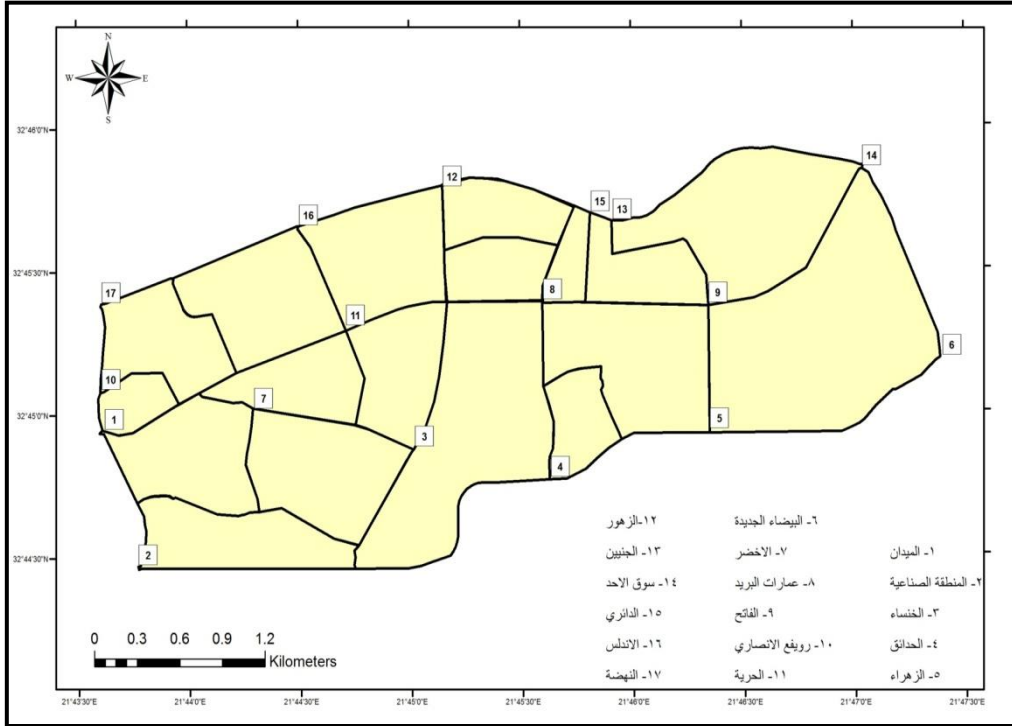 N
W E
S
32°46'0"N
32°45'30"N
32°45'0"N
32°44'30"N
14
12
15
13
16
17
8
9
11
6
10
7
1
5
3
4
2
٦- البيضاء الجديدة
١٢-الزهور
١- الميدان
٧- الاخضر
١٣- الجنيين
٢- المنطقة الصناعية
٨- عمارات البريد
١٤- سوق الاحد
٣- الخنساء
٩- الفاتح
١٥- الدائري
٤- الحدائق
١٠- رويفع الانصاري
١٦- الاندلس
٥- الزهراء
١١- الحرية
١٧- النهضة
0 0.3 0.6 0.9 1.2
Kilometers
21°43'30"E 21°44'0"E 21°44'30"E 21°45'0"E 21°45'30"E 21°46'0"E 21°46'30"E 21°47'0"E 21°47'30"E